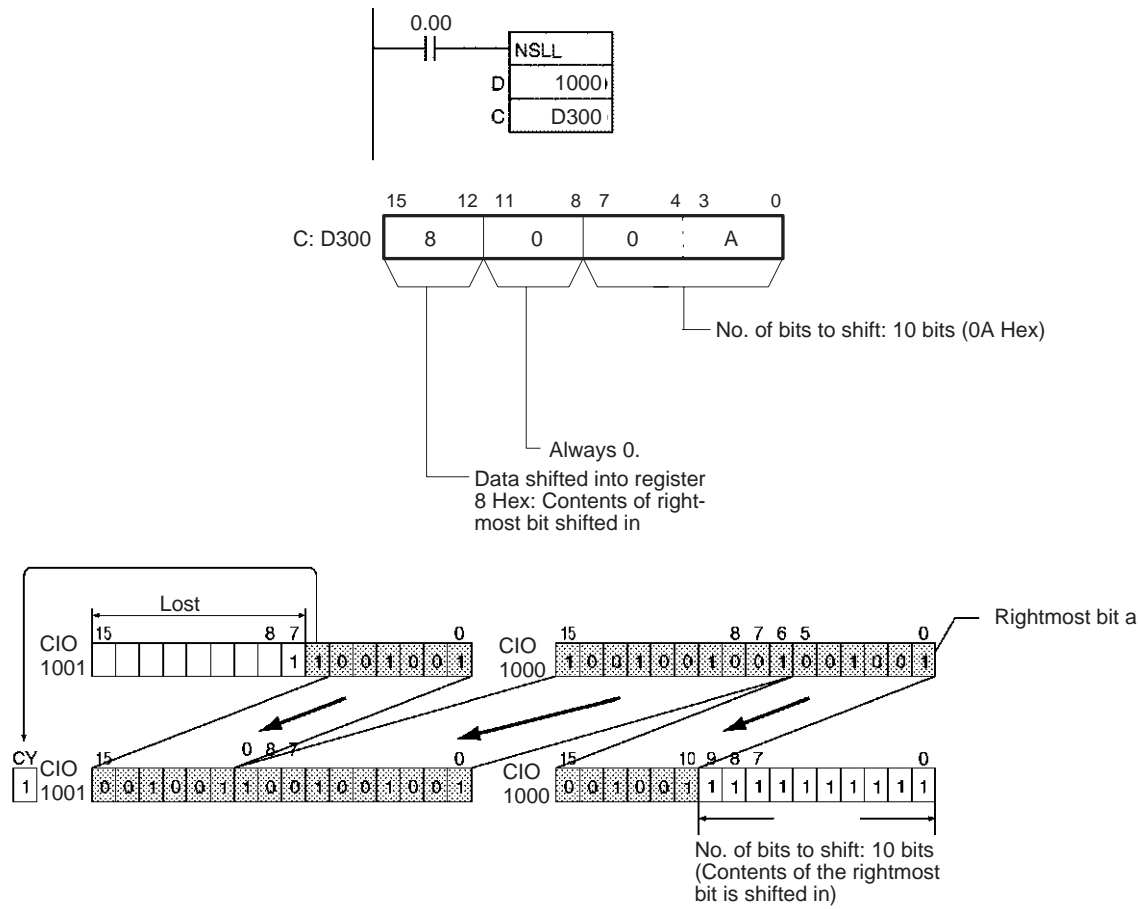 0.00
NSLL
D 1000
C D300
15 12 11 8 7 4 3 0
C: D300 8 0 0 A
No. of bits to shift: 10 bits (0A Hex)
Always 0.
Data shifted into register
8 Hex: Contents of right-
most bit shifted in
Lost
Rightmost bit a
15 8 7 0
CIO
1001
1 1 0 0 1 0 0 1
15 8 7 6 5 0
CIO
1000
1 0 0 1 0 0 1 0 0 1 0 0 1 0 0 1
CY
1
15 0 8 7 0
CIO
1001
0 0 1 0 0 1 1 0 0 1 0 0 1 0 0 1
15 10 9 8 7 0
CIO
1000
0 0 1 0 0 1 1 1 1 1 1 1 1 1 1 1
No. of bits to shift: 10 bits
(Contents of the rightmost
bit is shifted in)